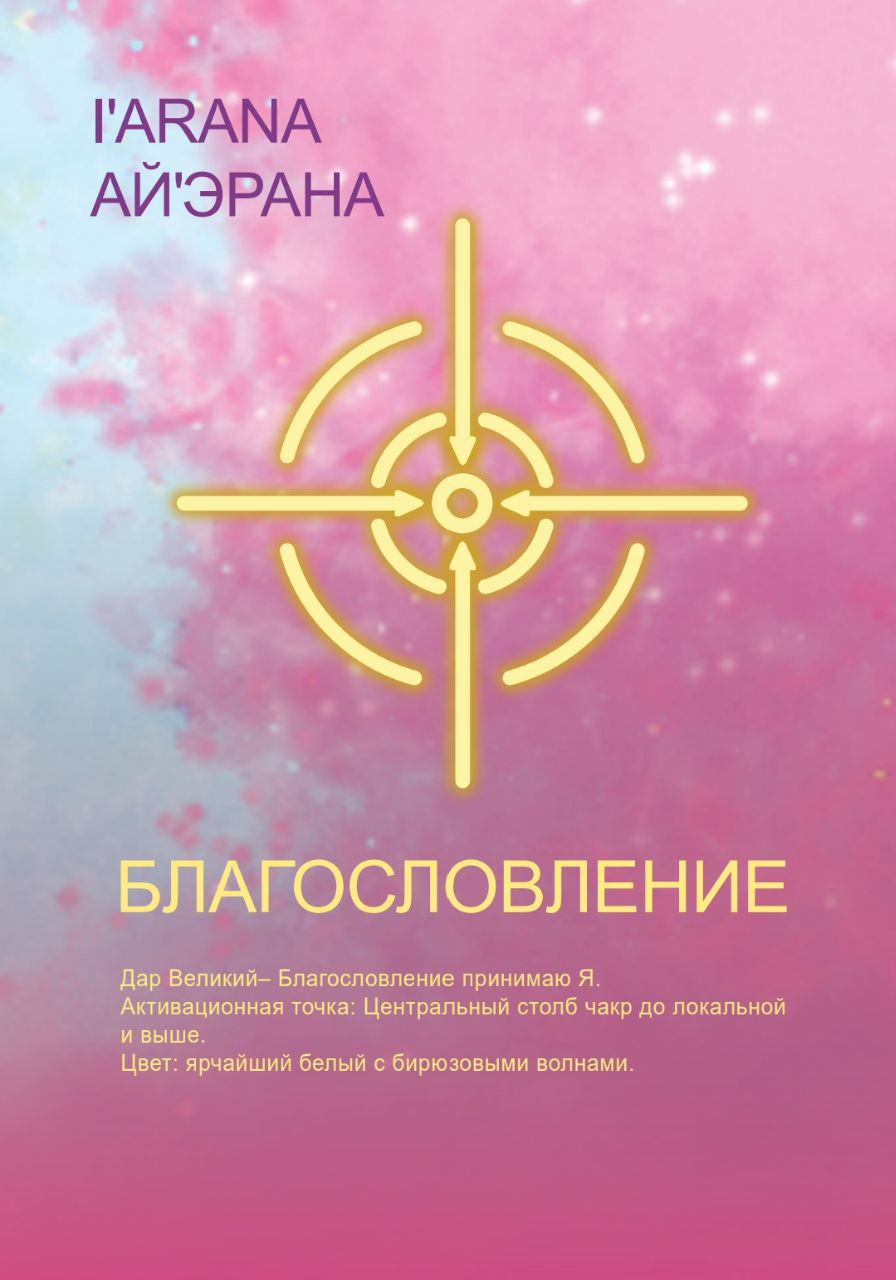 I'ARANA
АЙ'ЭРАНА
БЛАГОСЛОВЛЕНИЕ
Дар Великий– Благословление принимаю Я.
Активационная точка: Центральный столб чакр до локальной
и выше.
Цвет: ярчайший белый с бирюзовыми волнами.